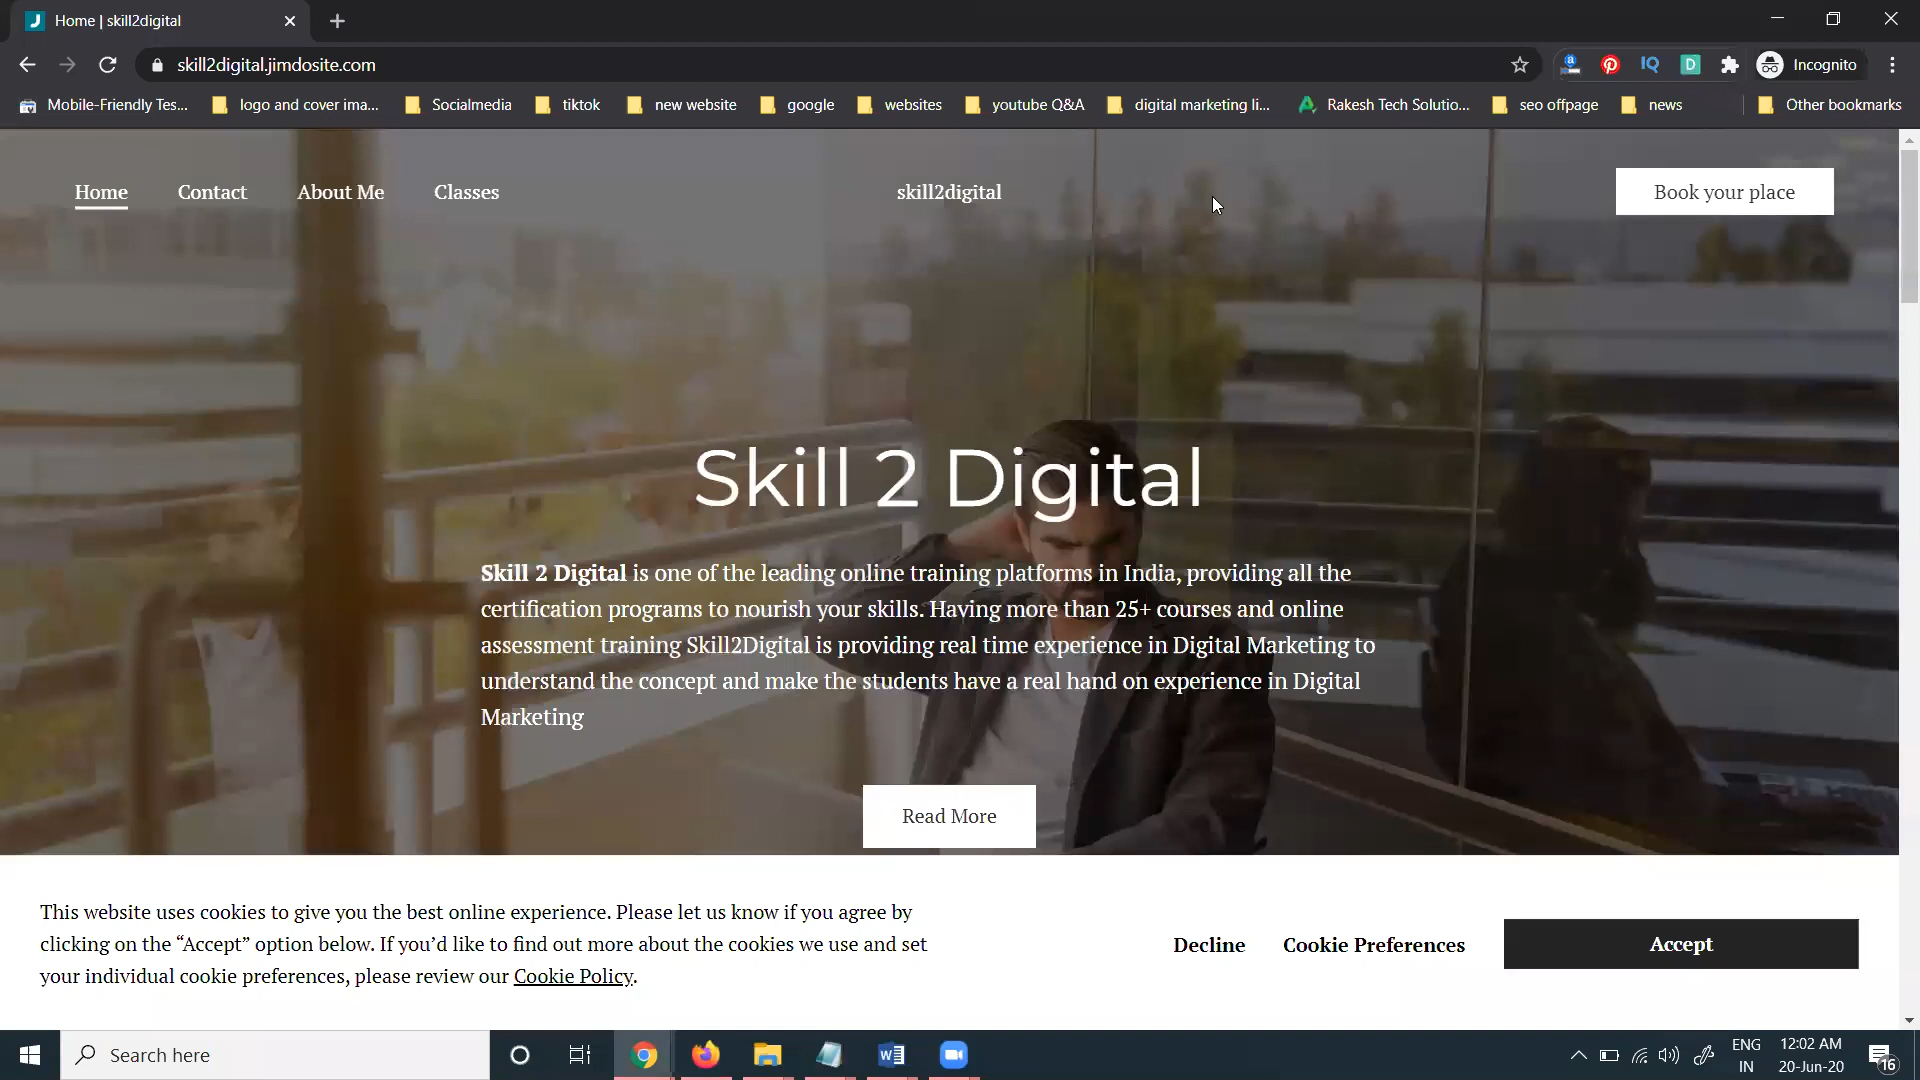 Home | skill2digital
skill2digital.jimdosite.com
Incognito
Mobile-Friendly Tes...
logo and cover ima...
Socialmedia
tiktok
new website
google
websites
youtube Q&A
digital marketing li...
Rakesh Tech Solutio...
seo offpage
news
Other bookmarks
Home
Contact
About Me
Classes
skill2digital
Book your place
Skill 2 Digital
Skill 2 Digital is one of the leading online training platforms in India, providing all the
certification programs to nourish your skills. Having more than 25+ courses and online
assessment training Skill2Digital is providing real time experience in Digital Marketing to
understand the concept and make the students have a real hand on experience in Digital
Marketing
Read More
This website uses cookies to give you the best online experience. Please let us know if you agree by
clicking on the “Accept” option below. If you’d like to find out more about the cookies we use and set
your individual cookie preferences, please review our Cookie Policy.
Decline
Cookie Preferences
Accept
Search here
ENG
IN
12:02 AM
20-Jun-20
16